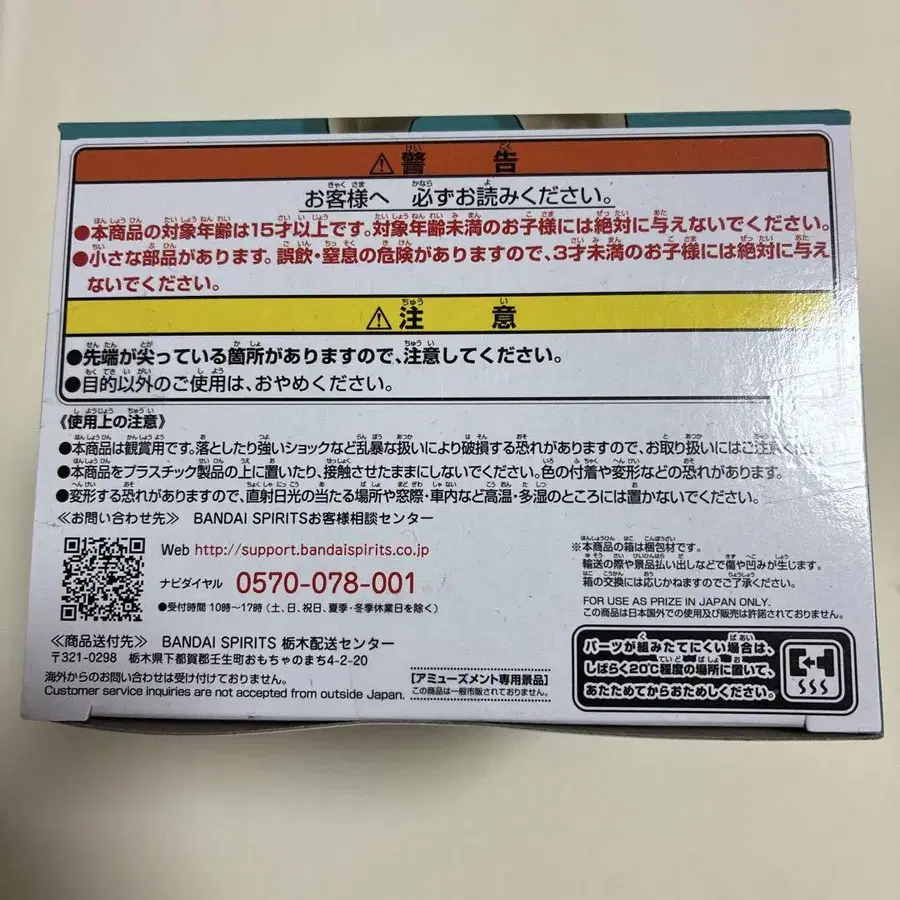 ⚠警告
お客様へ 必ずお読みください。
●本商品の対象年齢は15才以上です。対象年齢未満のお子様には絶対に与えないでください。
●小さな部品があります。誤飲・窒息の危険がありますので、3才未満のお子様には絶対に与え
ないでください。
⚠注意
●先端が尖っている箇所がありますので、注意してください。
●目的以外のご使用は、おやめください。
《使用上の注意》
●本商品は観賞用です。落としたり強いショックなど乱暴な扱いにより破損する恐れがありますので、お取り扱いにはご注意く
●本商品をプラスチック製品の上に置いたり、接触させたままにしないでください。色の付着や変形などの恐れがあります。
●変形する恐れがありますので、直射日光の当たる場所や窓際・車内など高温・多湿のところには置かないでください。
≪お問い合わせ先≫ BANDAI SPIRITSお客様相談センター
Web http://support.bandaispirits.co.jp
ナビダイヤル 0570-078-001
●受付時間 10時〜17時(土、日、祝日、夏季・冬季休業日を除く)
≪商品送付先≫ BANDAI SPIRITS 栃木配送センター
〒321-0298 栃木県下都賀郡壬生町おもちゃのまち4-2-20
海外からのお問い合わせは受け付けておりません。
Customer service inquiries are not accepted from outside Japan.
[アミューズメント専用景品]
この商品は一般市販されておりません。
※本商品の箱は梱包材です。
輸送の際や景品払い出しなどで傷や凹みが生じます。
箱の交換には応じかねますのでご了承ください。
FOR USE AS PRIZE IN JAPAN ONLY.
この商品は日本国外での使用及び販売は許諾されておりません。
パーツが組みたてにくい場合は、
しばらく20℃程度の場所に置いて、
あたためてからおためしください。